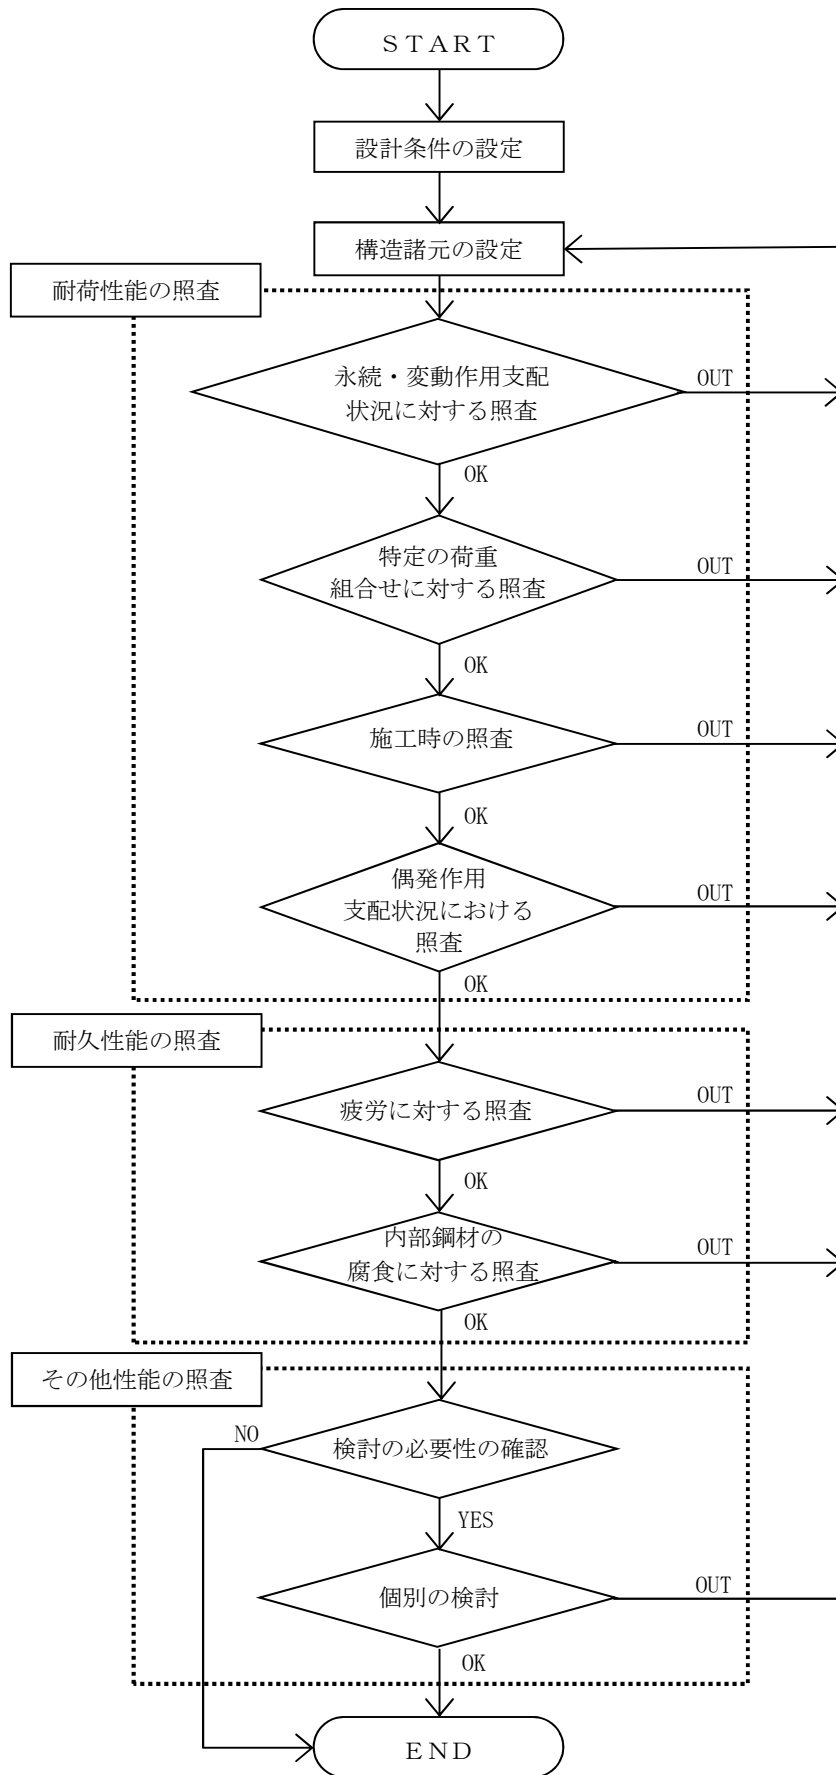 ＳＴＡＲＴ
設計条件の設定
構造諸元の設定
耐荷性能の照査
永続・変動作用支配
状況に対する照査
OUT
OK
特定の荷重
組合せに対する照査
OUT
OK
施工時の照査
OUT
OK
偶発作用
支配状況における
照査
OUT
OK
耐久性能の照査
疲労に対する照査
OUT
OK
内部鋼材の
腐食に対する照査
OUT
OK
その他性能の照査
NO
検討の必要性の確認
YES
個別の検討
OUT
OK
ＥＮＤ